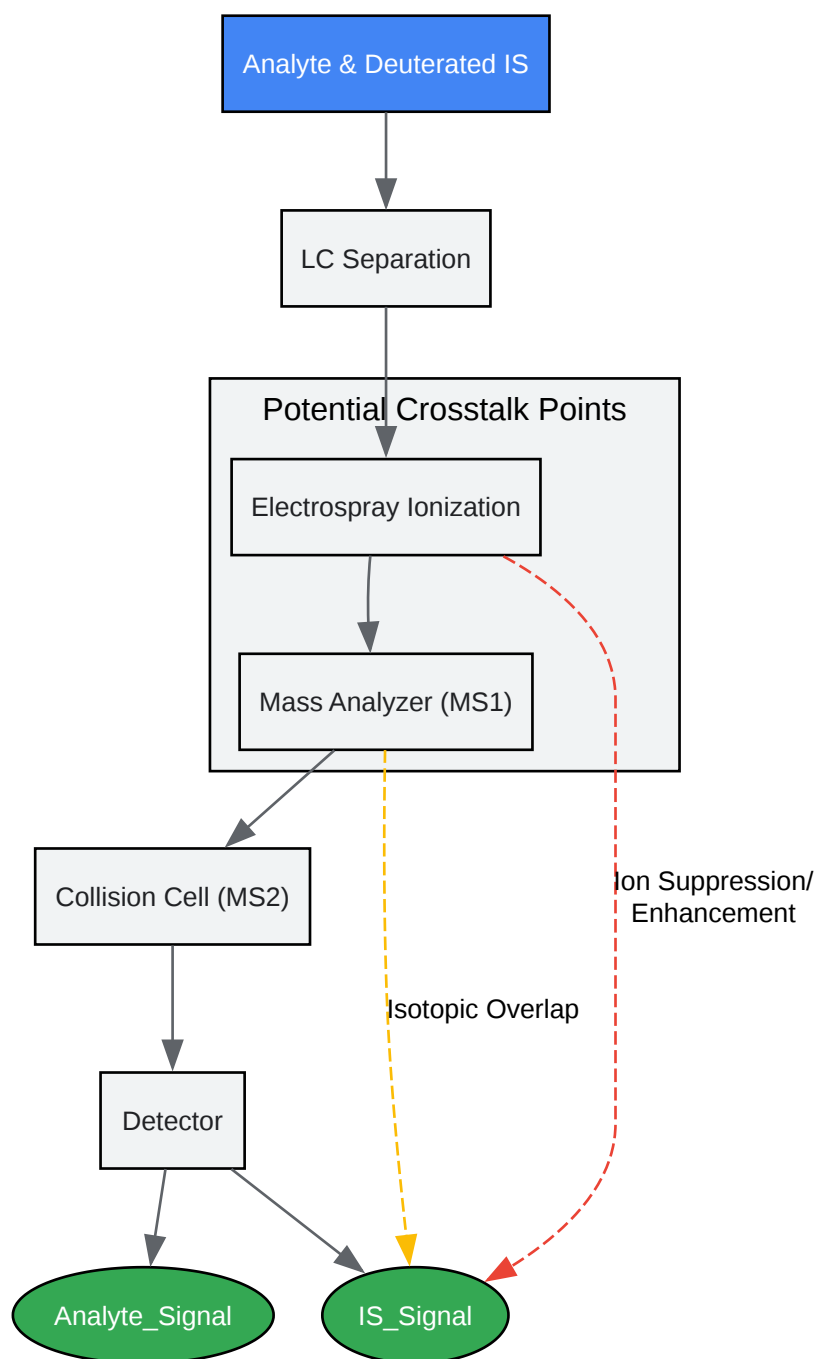 Analyte & Deuterated IS
LC Separation
Potential Crosstalk Points
Electrospray Ionization
Mass Analyzer (MS1)
Collision Cell (MS2)
Ion Suppression/
Enhancement
Isotopic Overlap
Detector
Analyte_Signal
IS_Signal